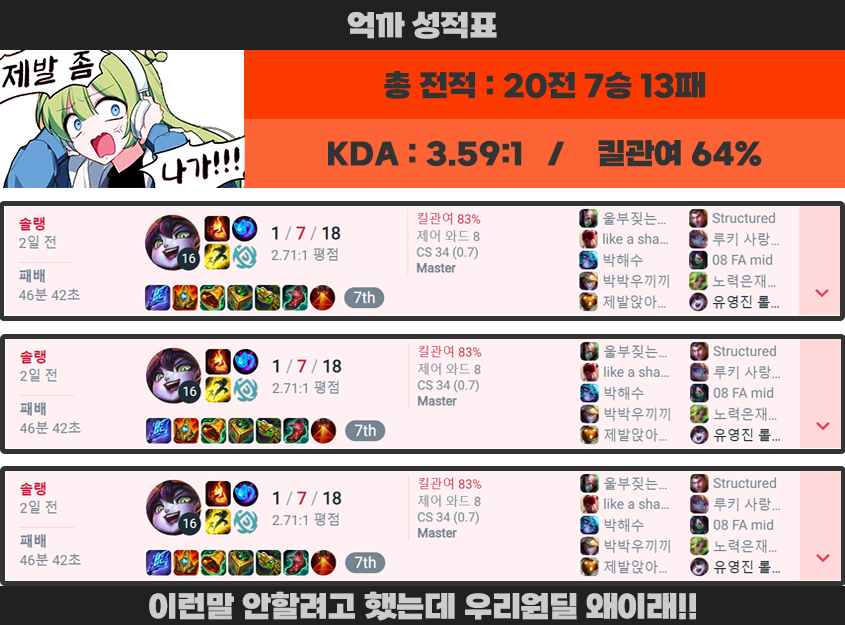 억까 성적표
제발 좀
나가!!!
총 전적 : 20전 7승 13패
KDA : 3.59:1 / 킬관여 64%
솔랭
2일 전
패배
46분 42초
16
1 / 7 / 18
2.71:1 평점
7th
킬관여 83%
제어 와드 8
CS 34 (0.7)
Master
울부짖는...
like a sha...
박해수
박박우끼끼
제발앉아...
Structured
루키 사랑...
08 FA mid
노력은재...
유영진 롤...
솔랭
2일 전
패배
46분 42초
16
1 / 7 / 18
2.71:1 평점
7th
킬관여 83%
제어 와드 8
CS 34 (0.7)
Master
울부짖는...
like a sha...
박해수
박박우끼끼
제발앉아...
Structured
루키 사랑...
08 FA mid
노력은재...
유영진 롤...
솔랭
2일 전
패배
46분 42초
16
1 / 7 / 18
2.71:1 평점
7th
킬관여 83%
제어 와드 8
CS 34 (0.7)
Master
울부짖는...
like a sha...
박해수
박박우끼끼
제발앉아...
Structured
루키 사랑...
08 FA mid
노력은재...
유영진 롤...
이런말 안할려고 했는데 우리원딜 왜이래!!